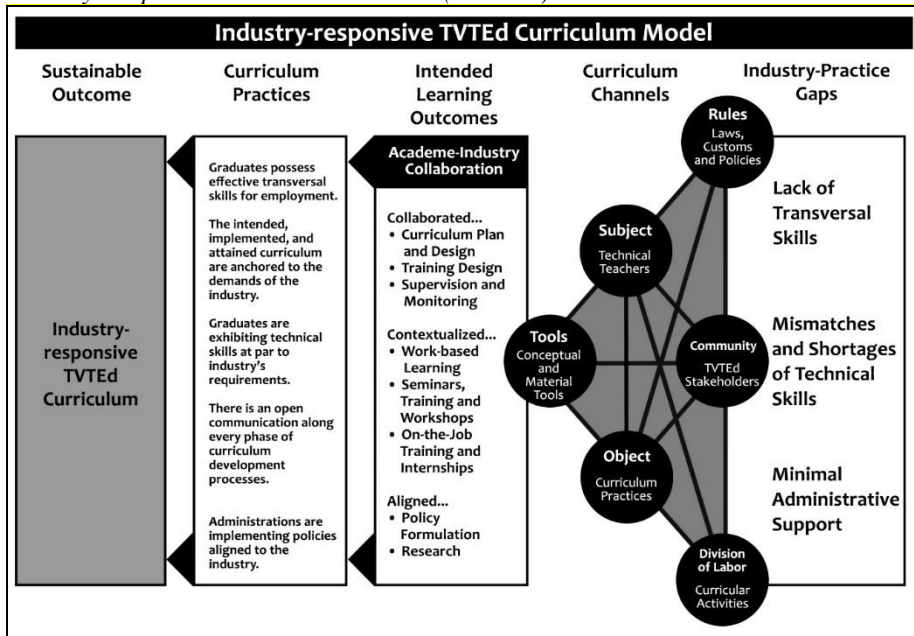 Industry-responsive TVTEd Curriculum Model
Sustainable
Outcome
Curriculum
Practices
Intended
Learning
Outcomes
Curriculum
Channels
Industry-Practice
Gaps
Industry-
responsive
TVTEd
Curriculum
Graduates possess
effective transversal
skills for employment.
The intended,
implemented, and
attained curriculum
are anchored to the
demands of the
industry.
Graduates are
exhibiting technical
skills at par to
industry's
requirements.
There is an open
communication along
every phase of
curriculum
development
processes.
Administrations are
implementing policies
aligned to the
industry.
Academe-Industry
Collaboration
Collaborated...
• Curriculum Plan
and Design
• Training Design
• Supervision and
Monitoring
Contextualized...
• Work-based
Learning
• Seminars,
Training and
Workshops
• On-the-Job
Training and
Internships
Aligned...
• Policy
Formulation
• Research
Rules
Laws,
Customs
and Policies
Subject
Technical
Teachers
Tools
Conceptual
and
Material
Tools
Community
TVTEd
Stakeholders
Object
Curriculum
Practices
Division
of Labor
Curricular
Activities
Lack of
Transversal
Skills
Mismatches
and Shortages
of Technical
Skills
Minimal
Administrative
Support